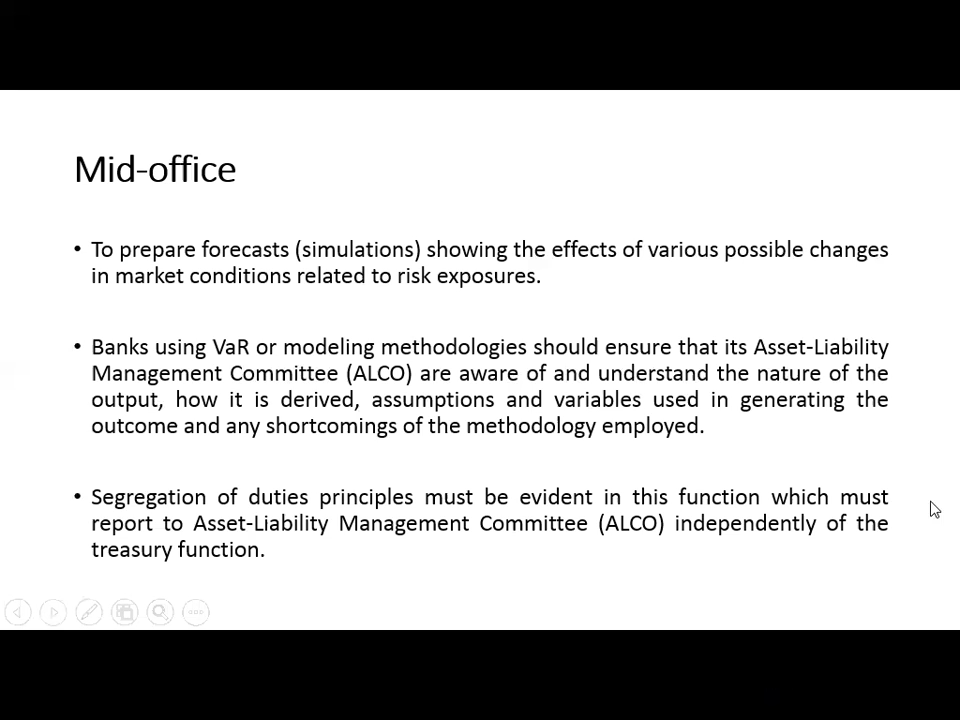 Mid-office
• To prepare forecasts (simulations) showing the effects of various possible changes
in market conditions related to risk exposures.
• Banks using VaR or modeling methodologies should ensure that its Asset-Liability
Management Committee (ALCO) are aware of and understand the nature of the
output, how it is derived, assumptions and variables used in generating the
outcome and any shortcomings of the methodology employed.
• Segregation of duties principles must be evident in this function which must
report to Asset-Liability Management Committee (ALCO) independently of the
treasury function.